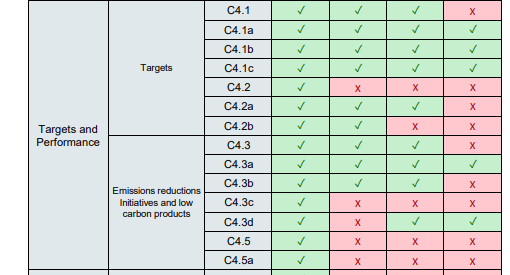 C4.1 ✓ ✓ ✓ x
C4.1a ✓ ✓ ✓ ✓
C4.1b ✓ ✓ ✓ ✓
Targets C4.1c ✓ ✓ ✓ ✓
C4.2 ✓ x x x
C4.2a ✓ ✓ ✓ x
Targets and
Performance
C4.2b ✓ ✓ x x
C4.3 ✓ ✓ ✓ x
C4.3a ✓ ✓ ✓ ✓
Emissions reductions
Initiatives and low
carbon products
C4.3b ✓ ✓ ✓ x
C4.3c ✓ x x x
C4.3d ✓ x ✓ ✓
C4.5 ✓ x x x
C4.5a ✓ x x x